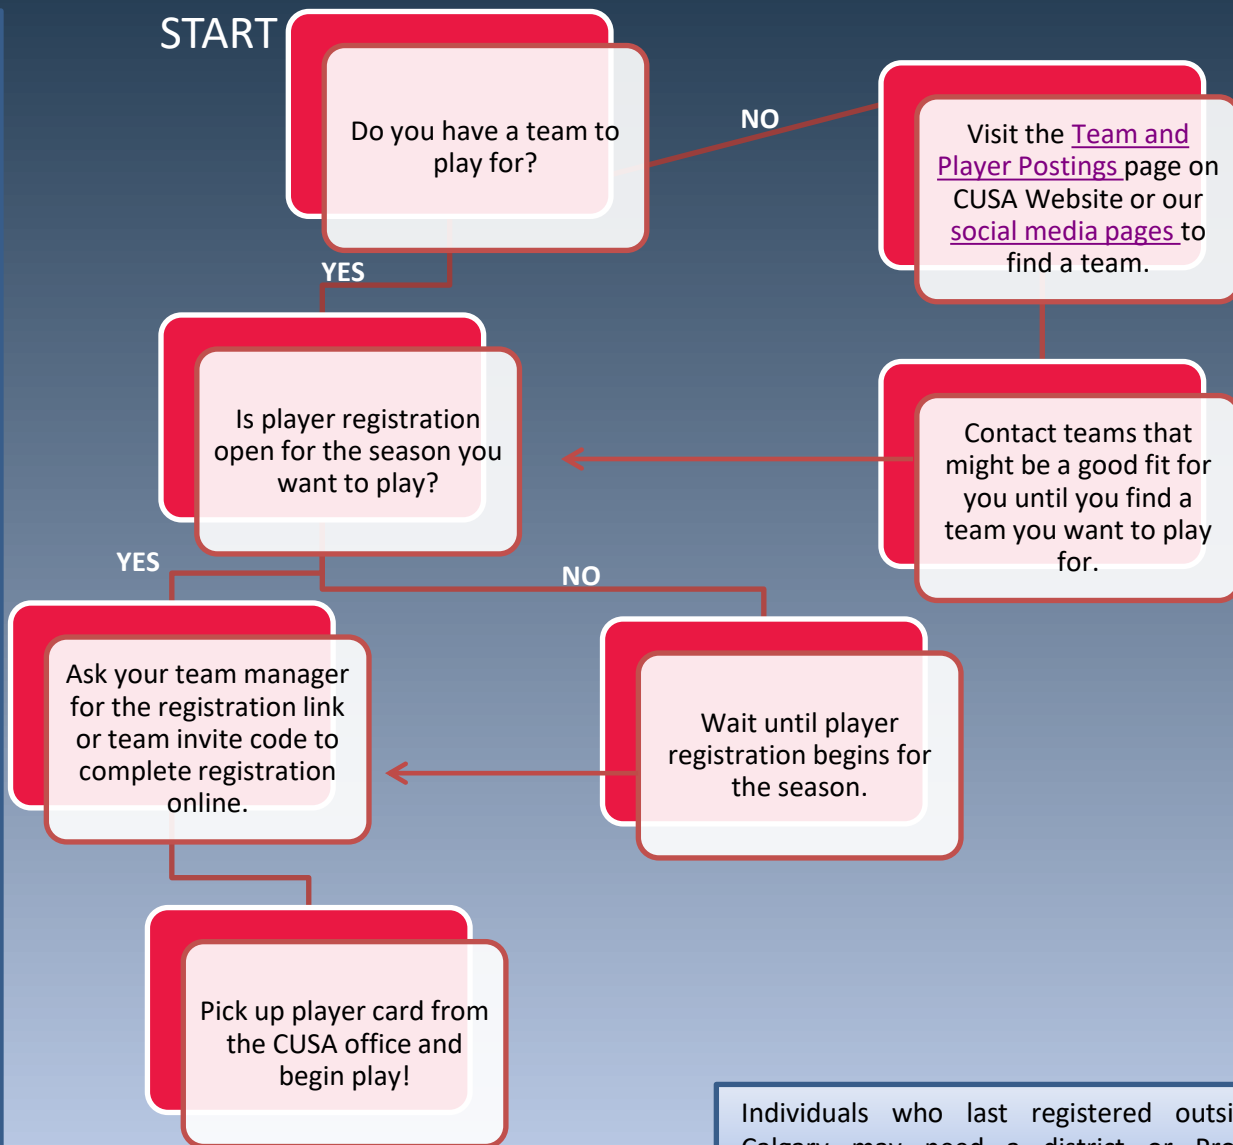 START
Do you have a team to
play for?
NO
Visit the Team and
Player Postings page on
CUSA Website or our
social media pages to
find a team.
YES
Is player registration
open for the season you
want to play?
Contact teams that
might be a good fit for
you until you find a
team you want to play
for.
YES
NO
Ask your team manager
for the registration link
or team invite code to
complete registration
online.
Wait until player
registration begins for
the season.
Pick up player card from
the CUSA office and
begin play!
Individuals who last registered